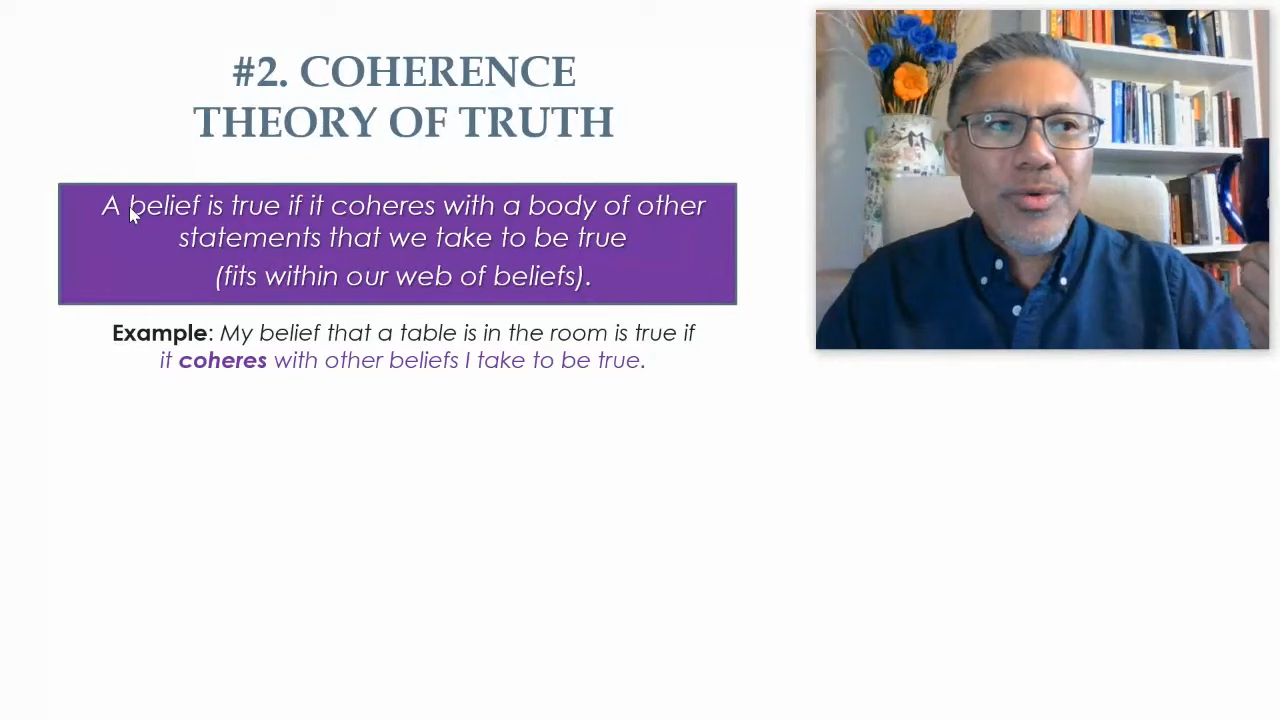 #2. COHERENCE
THEORY OF TRUTH
A belief is true if it coheres with a body of other
statements that we take to be true
(fits within our web of beliefs).
Example: My belief that a table is in the room is true if
it coheres with other beliefs I take to be true.